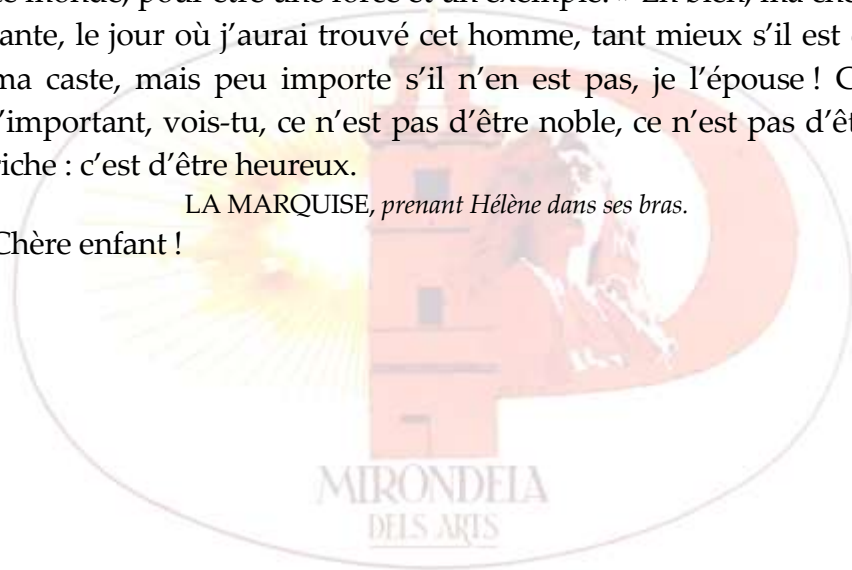 monde, pour être une force et un exemple. » Eh bien, ma
tante, le jour où j’aurai trouvé cet homme, tant mieux s’il est
ma caste, mais peu importe s’il n’en est pas, je l’épouse !
l’important, vois-tu, ce n’est pas d’être noble, ce n’est pas
riche : c’est d’être heureux.
LA MARQUISE, prenant Hélène dans ses bras.
Chère enfant !
MIRONDELA
DELS ARTS